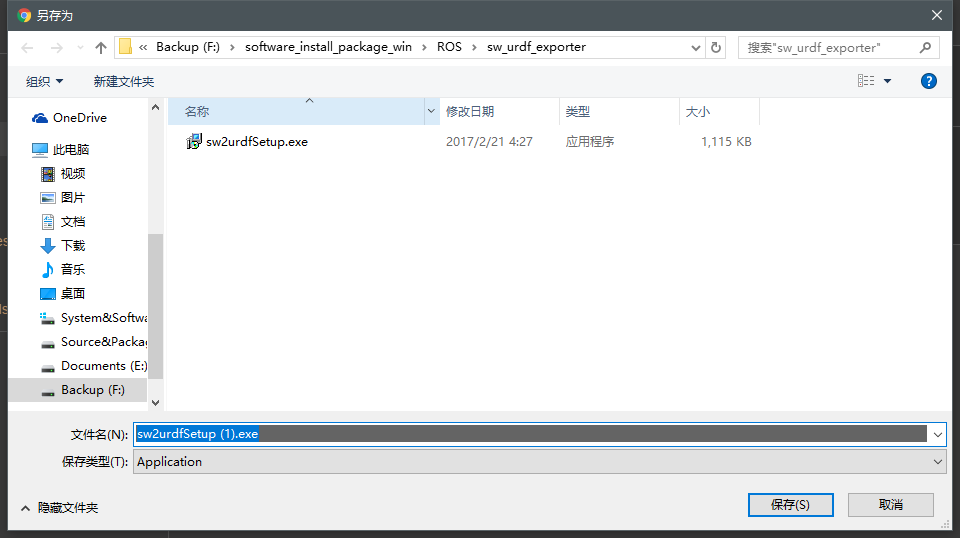 另存为
« Backup (F:) › software_install_package_win › ROS › sw_urdf_exporter
搜索"sw_urdf_exporter"
组织
新建文件夹
名称 修改日期 类型 大小
sw2urdfSetup.exe 2017/2/21 4:27 应用程序 1,115 KB
OneDrive
此电脑
视频
图片
文档
下载
音乐
桌面
System&Softwa
Source&Packa
Documents (E:)
Backup (F:)
文件名(N): sw2urdfSetup (1).exe
保存类型(T): Application
隐藏文件夹
保存(S)
取消